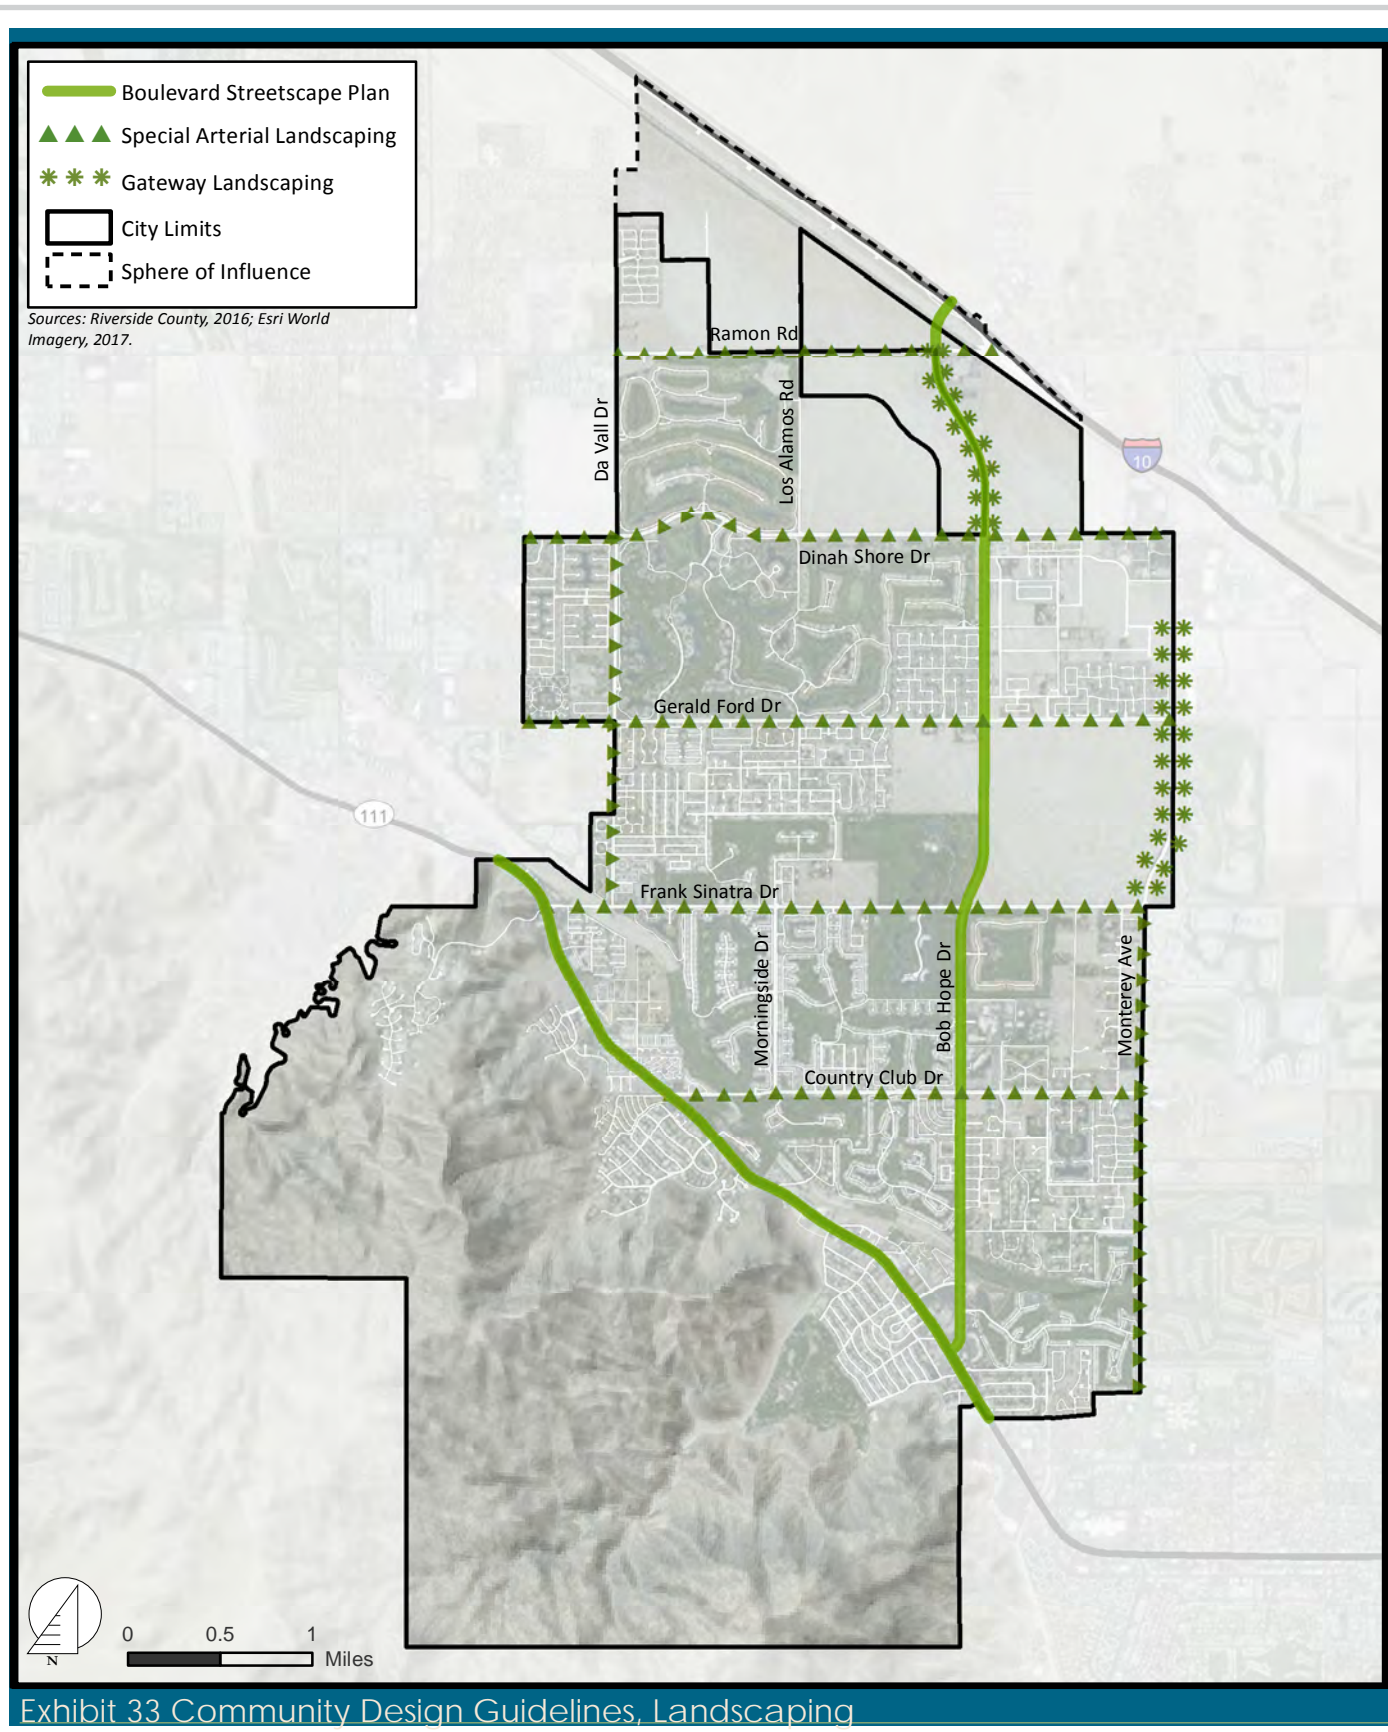 Boulevard Streetscape Plan
Special Arterial Landscaping
Gateway Landscaping
City Limits
Sphere of Influence
Sources: Riverside County, 2016; Esri World
Imagery, 2017.
Ramon Rd
Da Vall Dr
Los Alamos Rd
10
Dinah Shore Dr
Gerald Ford Dr
111
Frank Sinatra Dr
Morningside Dr
Bob Hope Dr
Monterey Ave
Country Club Dr
N
0 0.5 1
Miles
Exhibit 33 Community Design Guidelines, Landscaping